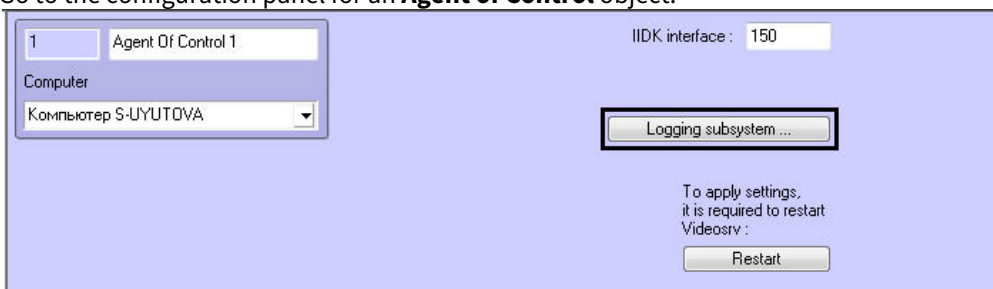 Go to the configuration panel for an Agent of Control object.
1 Agent Of Control 1
IIDK interface : 150
Computer
Компьютер S-UYUTOVA
Logging subsystem ...
To apply settings,
it is required to restart
Videosrv :
Restart